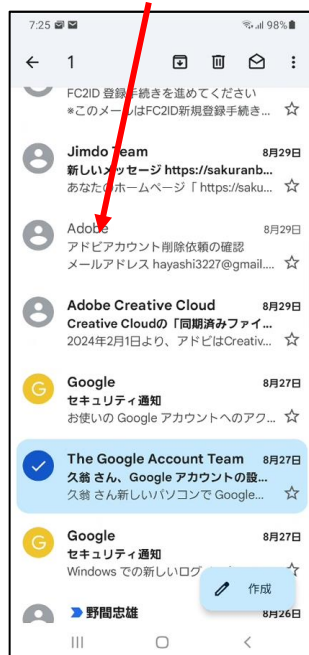 7:25 98%
1
FC2ID 登録手続きを進めてください
※このメールはFC2ID新規登録手続き...
Jimdo Team 8月29日
新しいメッセージ https://sakuranb...
あなたのホームページ「 https://saku...
Adobe 8月29日
アドビアカウント削除依頼の確認
メールアドレス hayashi3227@gmail....
Adobe Creative Cloud 8月29日
Creative Cloudの「同期済みファイ...
2024年2月1日より、アドビはCreativ...
G Google 8月27日
セキュリティ通知
お使いの Google アカウントへのアク...
The Google Account Team 8月27日
久翁 さん、Google アカウントの設...
久翁 さん新しいパソコンで Google...
G Google 8月27日
セキュリティ通知
Windows での新しいログ
作成
野間忠雄 8月26日